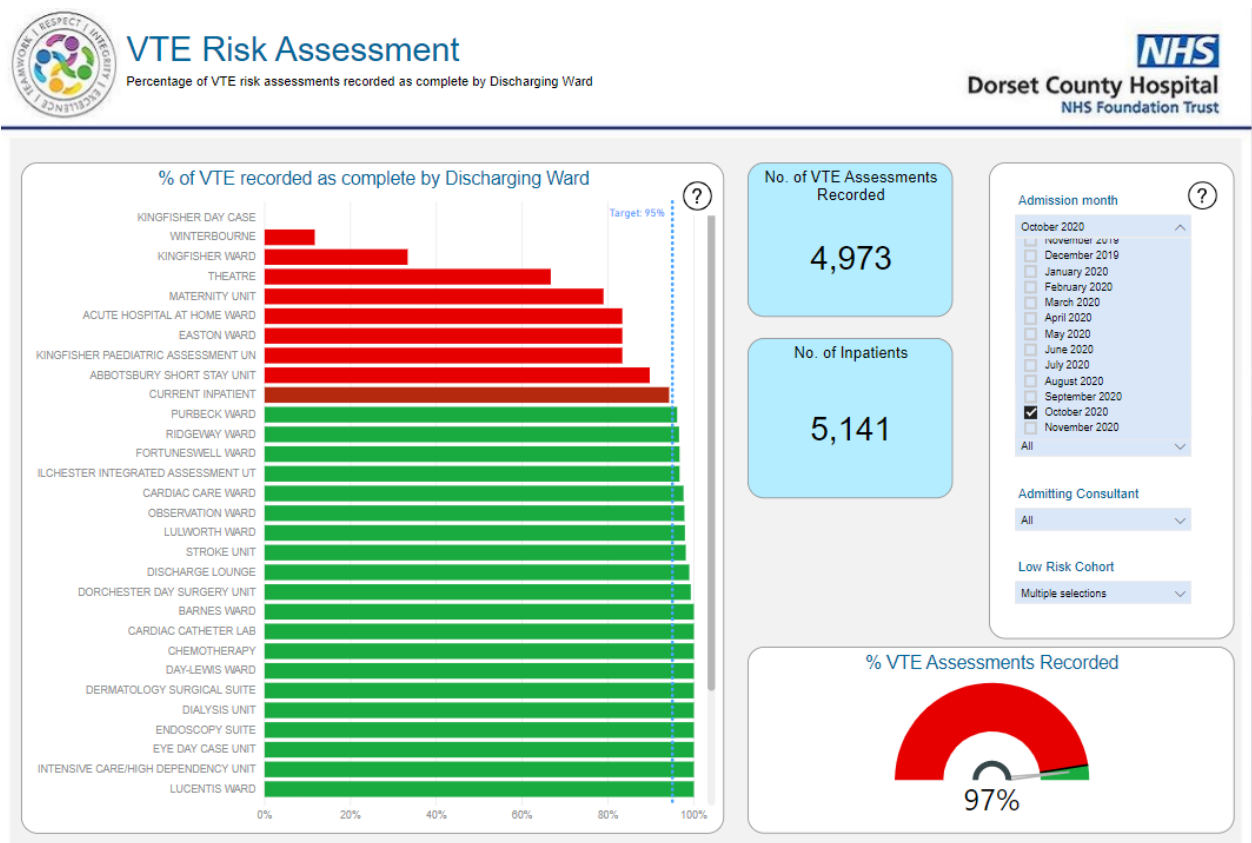 RESPECT | INTEGRITY | EXCELLENCE | TEAMWORK |
VTE Risk Assessment
Percentage of VTE risk assessments recorded as complete by Discharging Ward
NHS
Dorset County Hospital
NHS Foundation Trust
% of VTE recorded as complete by Discharging Ward
?
Target: 95%
KINGFISHER DAY CASE
WINTERBOURNE
KINGFISHER WARD
THEATRE
MATERNITY UNIT
ACUTE HOSPITAL AT HOME WARD
EASTON WARD
KINGFISHER PAEDIATRIC ASSESSMENT UN
ABBOTSBURY SHORT STAY UNIT
CURRENT INPATIENT
PURBECK WARD
RIDGEWAY WARD
FORTUNESWELL WARD
ILCHESTER INTEGRATED ASSESSMENT UT
CARDIAC CARE WARD
OBSERVATION WARD
LULWORTH WARD
STROKE UNIT
DISCHARGE LOUNGE
DORCHESTER DAY SURGERY UNIT
BARNES WARD
CARDIAC CATHETER LAB
CHEMOTHERAPY
DAY-LEWIS WARD
DERMATOLOGY SURGICAL SUITE
DIALYSIS UNIT
ENDOSCOPY SUITE
EYE DAY CASE UNIT
INTENSIVE CARE/HIGH DEPENDENCY UNIT
LUCENTIS WARD
0% 20% 40% 60% 80% 100%
No. of VTE Assessments
Recorded
4,973
No. of Inpatients
5,141
?
Admission month
October 2020
November 2019
December 2019
January 2020
February 2020
March 2020
April 2020
May 2020
June 2020
July 2020
August 2020
September 2020
October 2020
November 2020
All
Admitting Consultant
All
Low Risk Cohort
Multiple selections
% VTE Assessments Recorded
97%